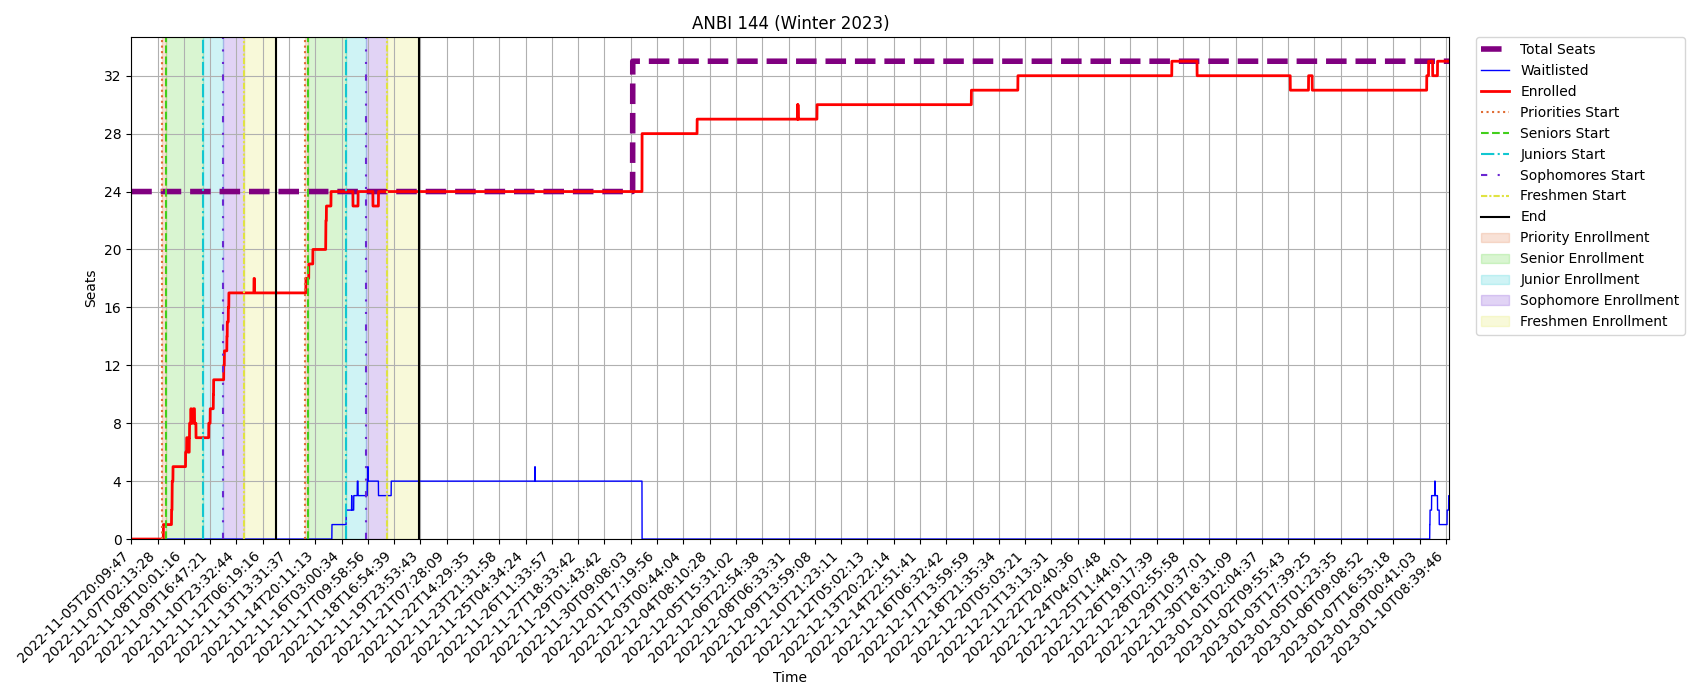 ANBI 144 (Winter 2023)
Seats
32
28
24
20
16
12
8
4
0
2022-11-05T20:09:47
2022-11-07T02:13:28
2022-11-08T10:01:16
2022-11-09T16:47:21
2022-11-10T23:32:44
2022-11-12T06:19:16
2022-11-13T13:31:37
2022-11-14T20:11:13
2022-11-16T03:00:34
2022-11-17T09:58:56
2022-11-18T16:54:39
2022-11-19T23:53:43
2022-11-21T07:28:09
2022-11-22T14:29:35
2022-11-23T21:31:58
2022-11-25T04:34:24
2022-11-26T11:33:57
2022-11-27T18:33:42
2022-11-29T01:43:42
2022-11-30T09:08:03
2022-12-01T17:19:56
2022-12-03T00:44:04
2022-12-04T08:10:28
2022-12-05T15:31:02
2022-12-06T22:54:38
2022-12-08T06:33:31
2022-12-09T13:59:08
2022-12-10T21:23:11
2022-12-12T05:02:13
2022-12-13T12:22:14
2022-12-14T22:51:41
2022-12-16T06:32:42
2022-12-17T13:59:59
2022-12-18T21:35:34
2022-12-20T05:03:21
2022-12-21T13:13:31
2022-12-22T20:40:36
2022-12-24T04:07:48
2022-12-25T11:44:01
2022-12-26T19:17:39
2022-12-28T02:55:58
2022-12-29T10:37:01
2022-12-30T18:31:09
2023-01-01T02:04:37
2023-01-02T09:55:43
2023-01-03T17:39:25
2023-01-05T01:23:35
2023-01-06T09:08:52
2023-01-07T16:53:18
2023-01-09T00:41:03
2023-01-10T08:39:46
Time
Total Seats
Waitlisted
Enrolled
Priorities Start
Seniors Start
Juniors Start
Sophomores Start
Freshmen Start
End
Priority Enrollment
Senior Enrollment
Junior Enrollment
Sophomore Enrollment
Freshmen Enrollment